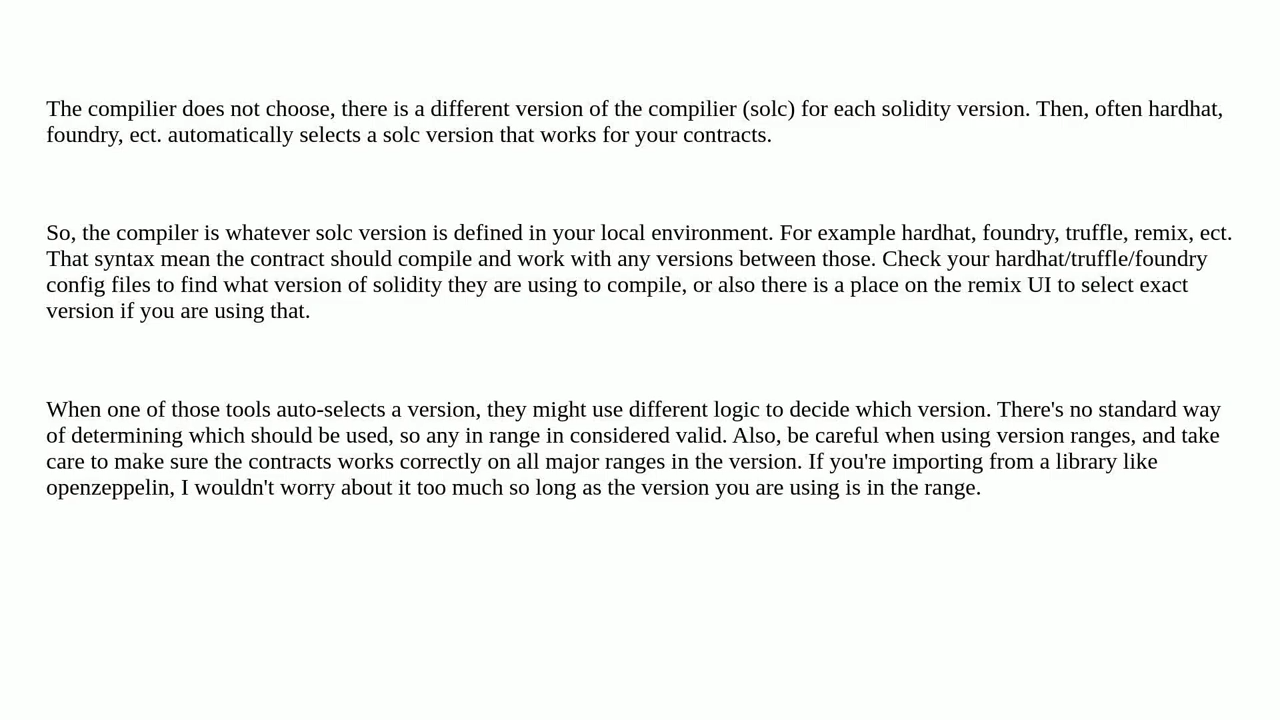 The compilier does not choose, there is a different version of the compilier (solc) for each solidity version. Then, often hardhat,
foundry, ect. automatically selects a solc version that works for your contracts.
So, the compiler is whatever solc version is defined in your local environment. For example hardhat, foundry, truffle, remix, ect.
That syntax mean the contract should compile and work with any versions between those. Check your hardhat/truffle/foundry
config files to find what version of solidity they are using to compile, or also there is a place on the remix UI to select exact
version if you are using that.
When one of those tools auto-selects a version, they might use different logic to decide which version. There's no standard way
of determining which should be used, so any in range in considered valid. Also, be careful when using version ranges, and take
care to make sure the contracts works correctly on all major ranges in the version. If you're importing from a library like
openzeppelin, I wouldn't worry about it too much so long as the version you are using is in the range.